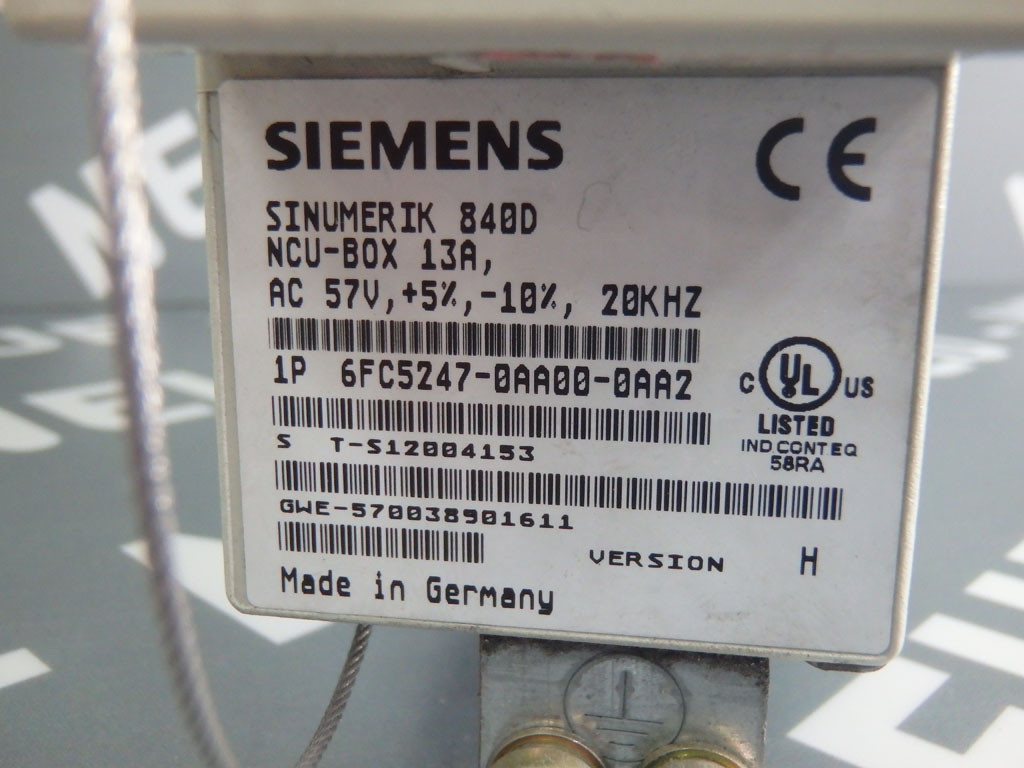 SIEMENS
CE
SINUMERIK 840D
NCU-BOX 13A,
AC 57V,+5%,-10%, 20KHZ
1P 6FC5247-0AA00-0AA2
C UL US
LISTED
IND CONT EQ
58RA
S T-S12004153
GWE-570038901611
VERSION H
Made in Germany